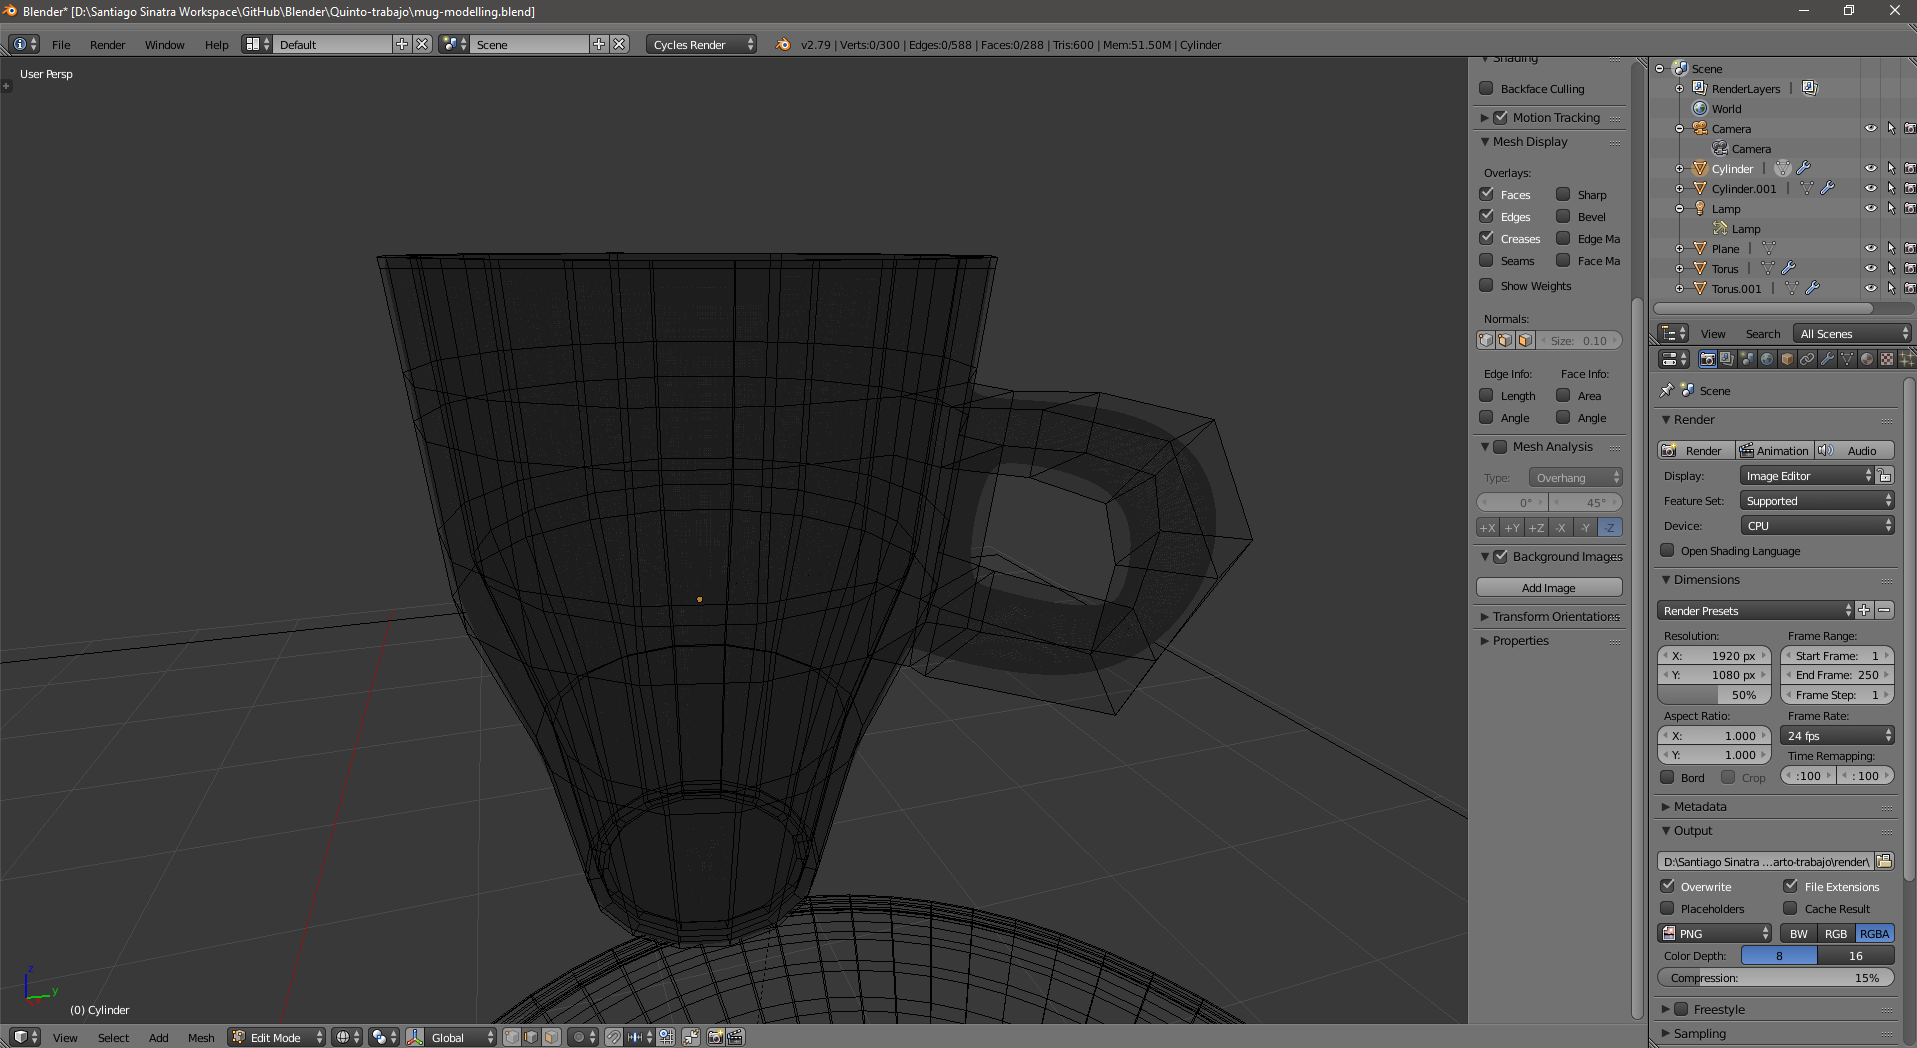 Blender* [D:\Santiago Sinatra Workspace\GitHub\Blender\Quinto-trabajo\mug-modelling.blend]
File Render Window Help Default Scene Cycles Render v2.79 | Verts:0/300 | Edges:0/588 | Faces:0/288 | Tris:600 | Mem:51.50M | Cylinder
User Persp
(0) Cylinder
z
y
View Select Add Mesh Edit Mode Global
Shading
Backface Culling
Motion Tracking
Mesh Display
Overlays:
Faces Sharp
Edges Bevel
Creases Edge Ma
Seams Face Ma
Show Weights
Normals:
Size: 0.10
Edge Info: Face Info:
Length Area
Angle Angle
Mesh Analysis
Type: Overhang
0° 45°
+X +Y +Z -X -Y -Z
Background Images
Add Image
Transform Orientations
Properties
Scene
RenderLayers |
World
Camera
Camera
Cylinder |
Cylinder.001 |
Lamp
Lamp
Plane |
Torus |
Torus.001 |
View Search All Scenes
Scene
Render
Render Animation Audio
Display: Image Editor
Feature Set: Supported
Device: CPU
Open Shading Language
Dimensions
Render Presets
Resolution: Frame Range:
X: 1920 px Start Frame: 1
Y: 1080 px End Frame: 250
50% Frame Step: 1
Aspect Ratio: Frame Rate:
X: 1.000 24 fps
Y: 1.000 Time Remapping:
Bord Crop :100 : 100
Metadata
Output
D:\Santiago Sinatra ...arto-trabajo\render\
Overwrite File Extensions
Placeholders Cache Result
PNG BW RGB RGBA
Color Depth: 8 16
Compression: 15%
Freestyle
Sampling